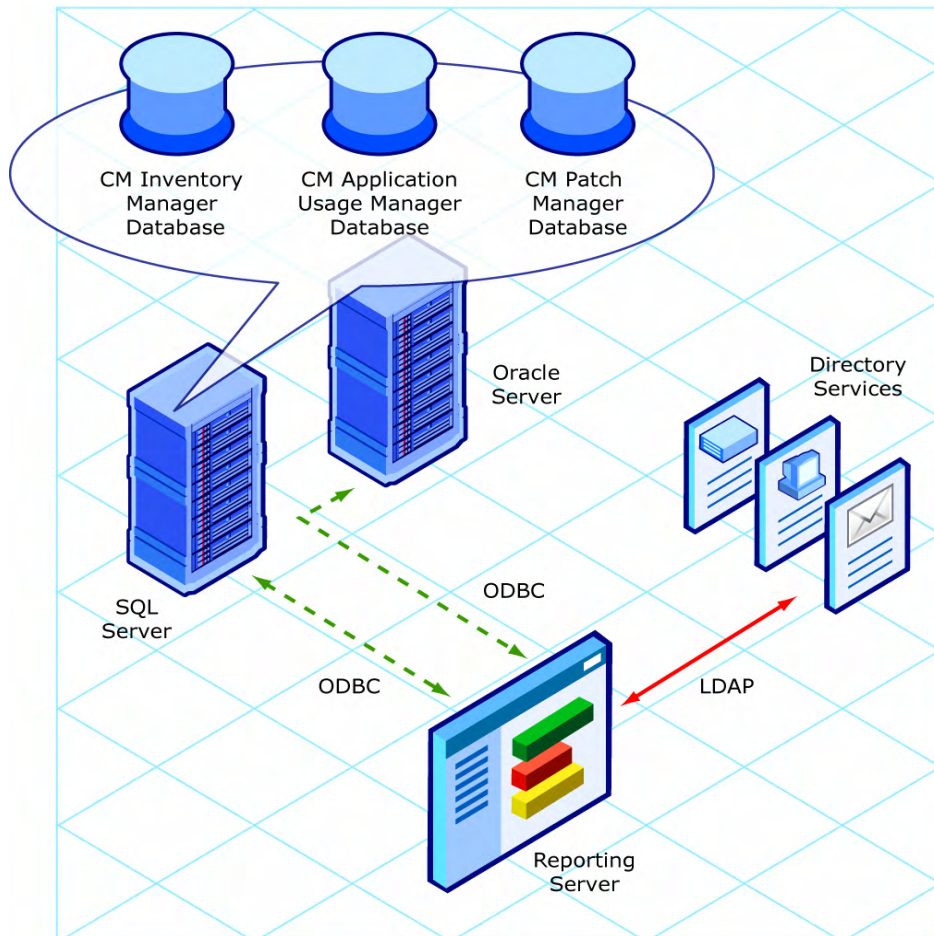 CM Inventory
Manager
Database
CM Application
Usage Manager
Database
CM Patch
Manager
Database
Oracle
Server
Directory
Services
SQL
Server
ODBC
ODBC
LDAP
Reporting
Server